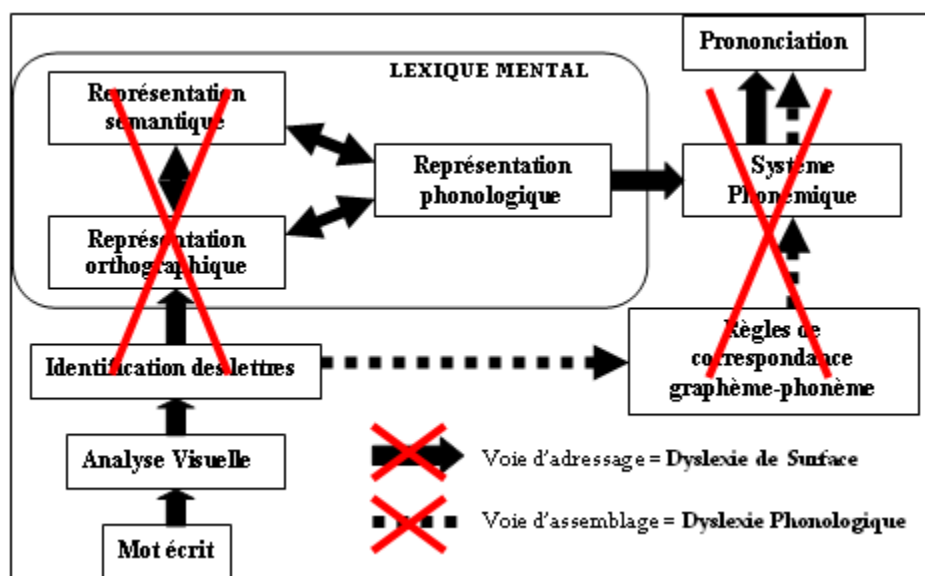 Prononciation
LEXIQUE MENTAL
Représentation
sémantique
Représentation
phonologique
Système
Phonémique
Représentation
orthographique
Règles de
correspondance
graphème-phonème
Identification des lettres
Analyse Visuelle
Mot écrit
Voie d'adressage = Dyslexie de Surface
Voie d'assemblage = Dyslexie Phonologique